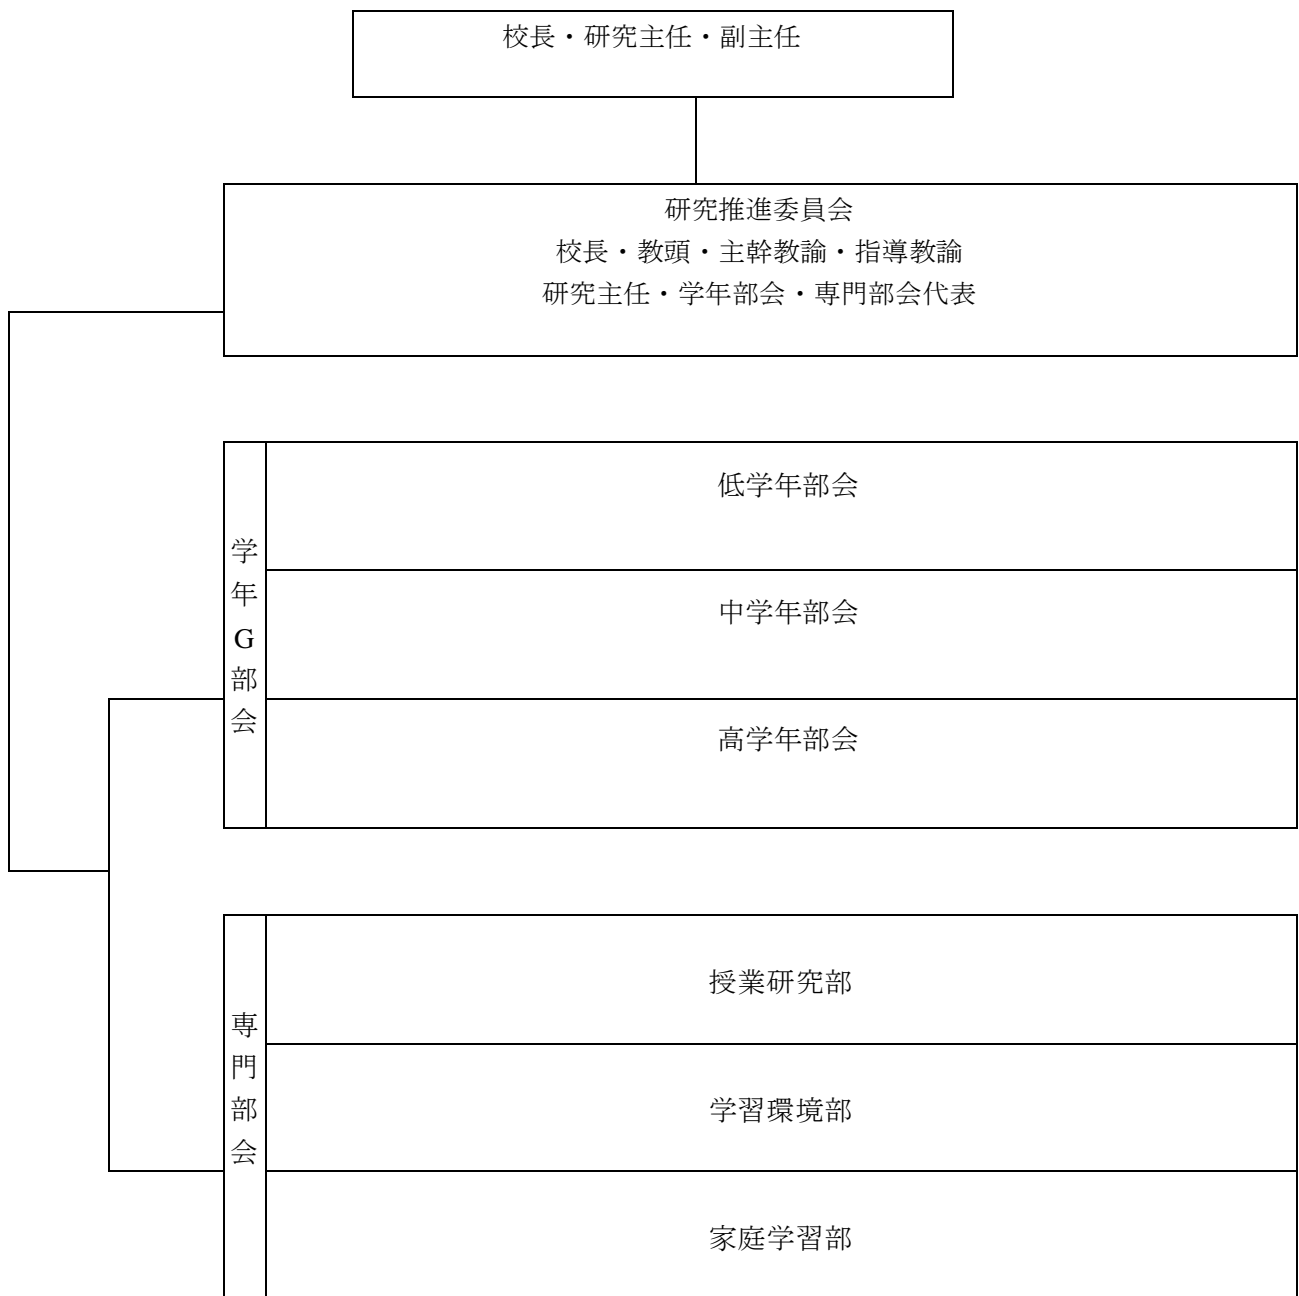 校長・研究主任・副主任
研究推進委員会
校長・教頭・主幹教諭・指導教諭
研究主任・学年部会・専門部会代表
学年G部会
低学年部会
中学年部会
高学年部会
専門部会
授業研究部
学習環境部
家庭学習部